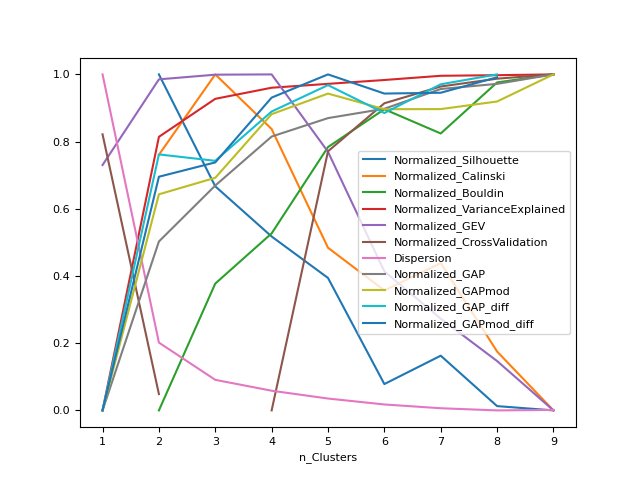 1.0
0.8
0.6
0.4
0.2
0.0
Normalized_Silhouette
Normalized_Calinski
Normalized_Bouldin
Normalized_VarianceExplained
Normalized_GEV
Normalized_CrossValidation
Dispersion
Normalized_GAP
Normalized_GAPmod
Normalized_GAP_diff
Normalized_GAPmod_diff
1 2 3 4 5 6 7 8 9
n_Clusters